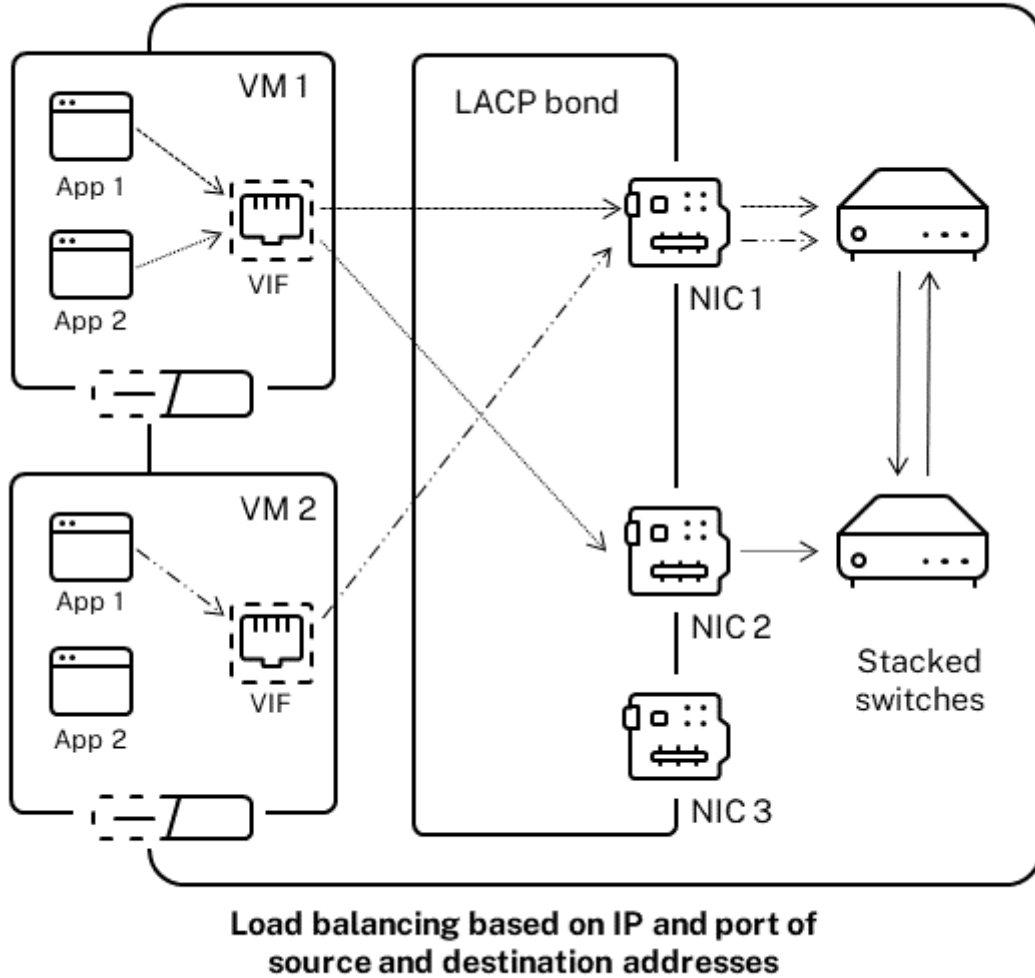 VM 1
App 1
App 2
VIF
LACP bond
NIC 1
NIC 2
NIC 3
Stacked
switches
VM 2
App 1
App 2
VIF
Load balancing based on IP and port of
source and destination addresses